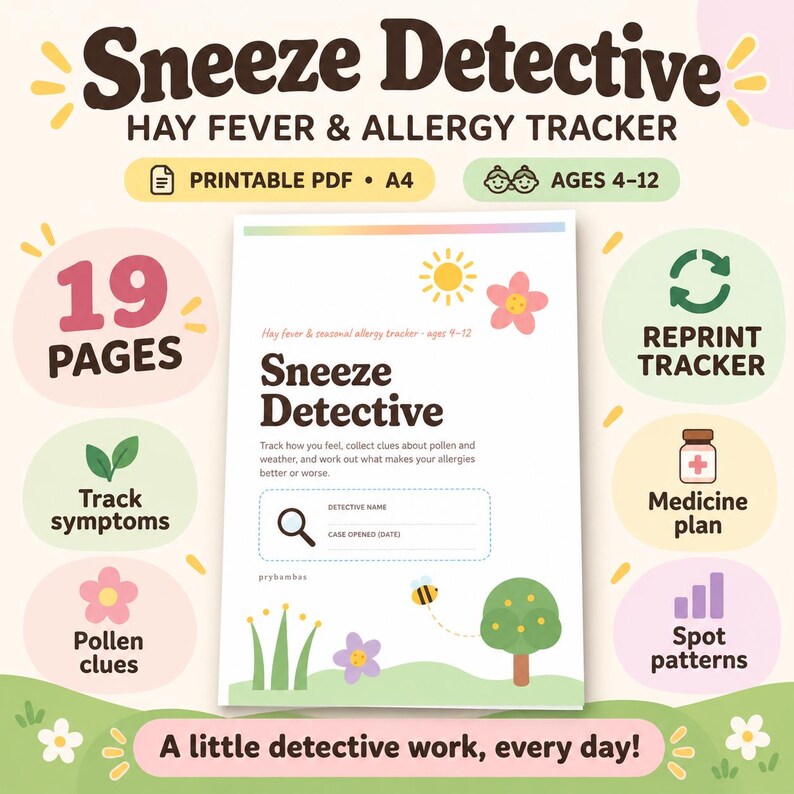 Sneeze Detective
HAY FEVER & ALLERGY TRACKER
PRINTABLE PDF • A4
AGES 4–12
19
PAGES
Track
symptoms
Pollen
clues
Hay fever & seasonal allergy tracker · ages 4–12
Sneeze
Detective
Track how you feel, collect clues about pollen and
weather, and work out what makes your allergies
better or worse.
DETECTIVE NAME
CASE OPENED (DATE)
prybambas
REPRINT
TRACKER
Medicine
plan
Spot
patterns
A little detective work, every day!